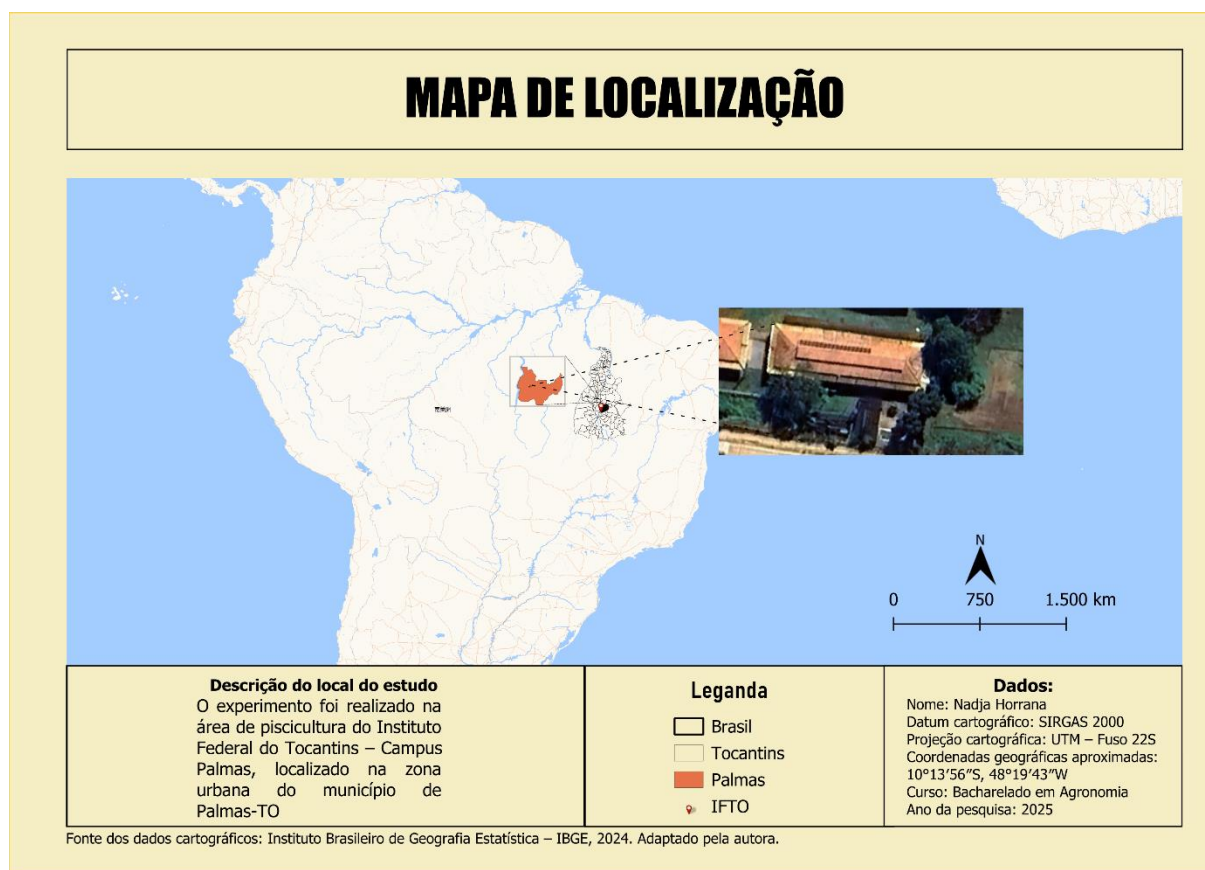 MAPA DE LOCALIZAÇÃO
N
0 750 1.500 km
Descrição do local do estudo
O experimento foi realizado na
área de piscicultura do Instituto
Federal do Tocantins – Campus
Palmas, localizado na zona
urbana do município de
Palmas-TO
Leganda
Brasil
Tocantins
Palmas
IFTO
Dados:
Nome: Nadja Horrana
Datum cartográfico: SIRGAS 2000
Projeção cartográfica: UTM – Fuso 22S
Coordenadas geográficas aproximadas:
10°13’56”S, 48°19’43”W
Curso: Bacharelado em Agronomia
Ano da pesquisa: 2025
Fonte dos dados cartográficos: Instituto Brasileiro de Geografia Estatística – IBGE, 2024. Adaptado pela autora.